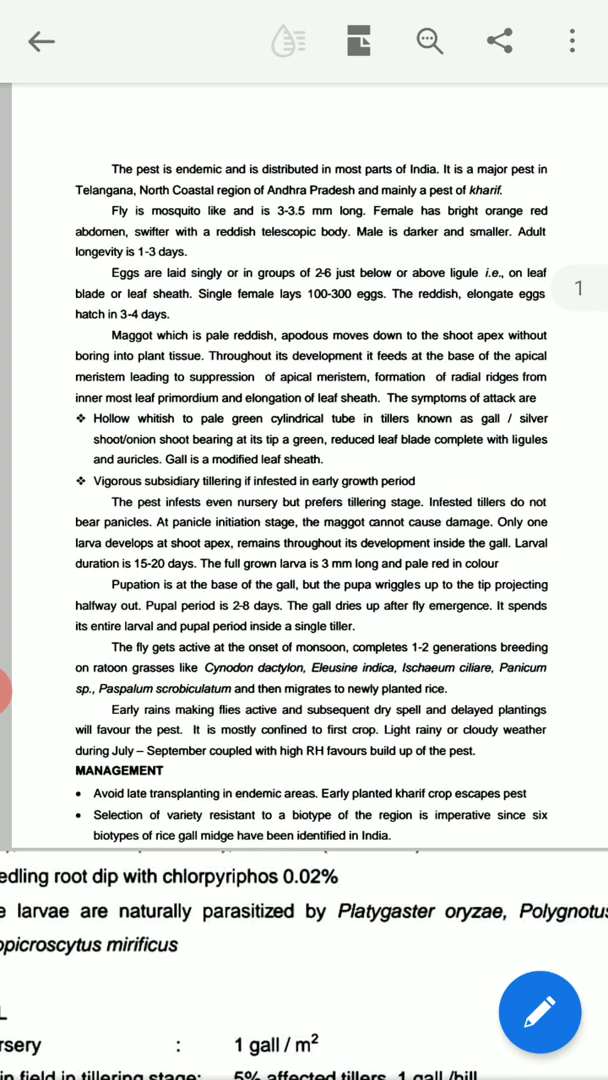 The pest is endemic and is distributed in most parts of India. It is a major pest in
Telangana, North Coastal region of Andhra Pradesh and mainly a pest of kharif.
Fly is mosquito like and is 3-3.5 mm long. Female has bright orange red
abdomen, swifter with a reddish telescopic body. Male is darker and smaller. Adult
longevity is 1-3 days.
Eggs are laid singly or in groups of 2-6 just below or above ligule i.e., on leaf
blade or leaf sheath. Single female lays 100-300 eggs. The reddish, elongate eggs
1
hatch in 3-4 days.
Maggot which is pale reddish, apodous moves down to the shoot apex without
boring into plant tissue. Throughout its development it feeds at the base of the apical
meristem leading to suppression of apical meristem, formation of radial ridges from
inner most leaf primordium and elongation of leaf sheath. The symptoms of attack are
❖ Hollow whitish to pale green cylindrical tube in tillers known as gall / silver
shoot/onion shoot bearing at its tip a green, reduced leaf blade complete with ligules
and auricles. Gall is a modified leaf sheath.
❖ Vigorous subsidiary tillering if infested in early growth period
The pest infests even nursery but prefers tillering stage. Infested tillers do not
bear panicles. At panicle initiation stage, the maggot cannot cause damage. Only one
larva develops at shoot apex, remains throughout its development inside the gall. Larval
duration is 15-20 days. The full grown larva is 3 mm long and pale red in colour
Pupation is at the base of the gall, but the pupa wriggles up to the tip projecting
halfway out. Pupal period is 2-8 days. The gall dries up after fly emergence. It spends
its entire larval and pupal period inside a single tiller.
The fly gets active at the onset of monsoon, completes 1-2 generations breeding
on ratoon grasses like Cynodon dactylon, Eleusine indica, Ischaeum ciliare, Panicum
sp., Paspalum scrobiculatum and then migrates to newly planted rice.
Early rains making flies active and subsequent dry spell and delayed plantings
will favour the pest. It is mostly confined to first crop. Light rainy or cloudy weather
during July – September coupled with high RH favours build up of the pest.
MANAGEMENT
• Avoid late transplanting in endemic areas. Early planted kharif crop escapes pest
• Selection of variety resistant to a biotype of the region is imperative since six
biotypes of rice gall midge have been identified in India.
edling root dip with chlorpyriphos 0.02%
e larvae are naturally parasitized by Platygaster oryzae, Polygnotus
opicroscytus mirificus
L
rsery : 1 gall / m²
in field in tillering stage: 5% affected tillers 1 gall /hill